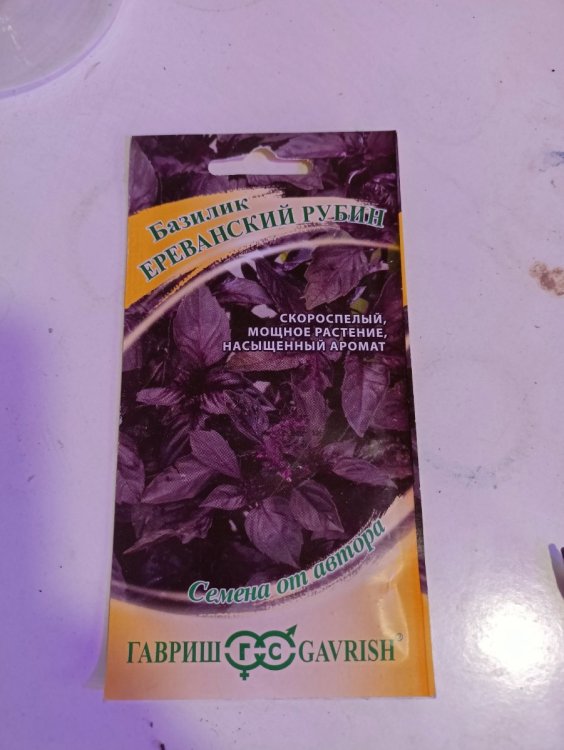 Базилик
ЕРЕВАНСКИЙ РУБИН
СКОРОСПЕЛЫЙ,
МОЩНОЕ РАСТЕНИЕ,
НАСЫЩЕННЫЙ АРОМАТ
Семена от автора
ГАВРИШ Г-С GAVRISH®